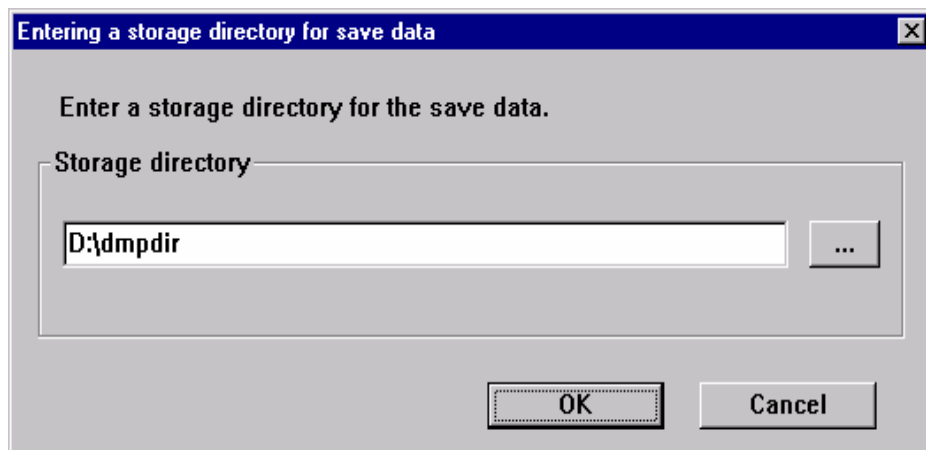 Entering a storage directory for save data
Enter a storage directory for the save data.
Storage directory
D:\dmpdir
...
OK
Cancel